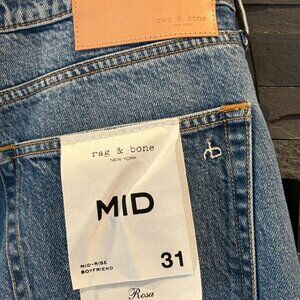 rag & bone
NEW YORK
rag & bone
NEW YORK
MID
MID-RISE
BOYFRIEND
31
Rosa